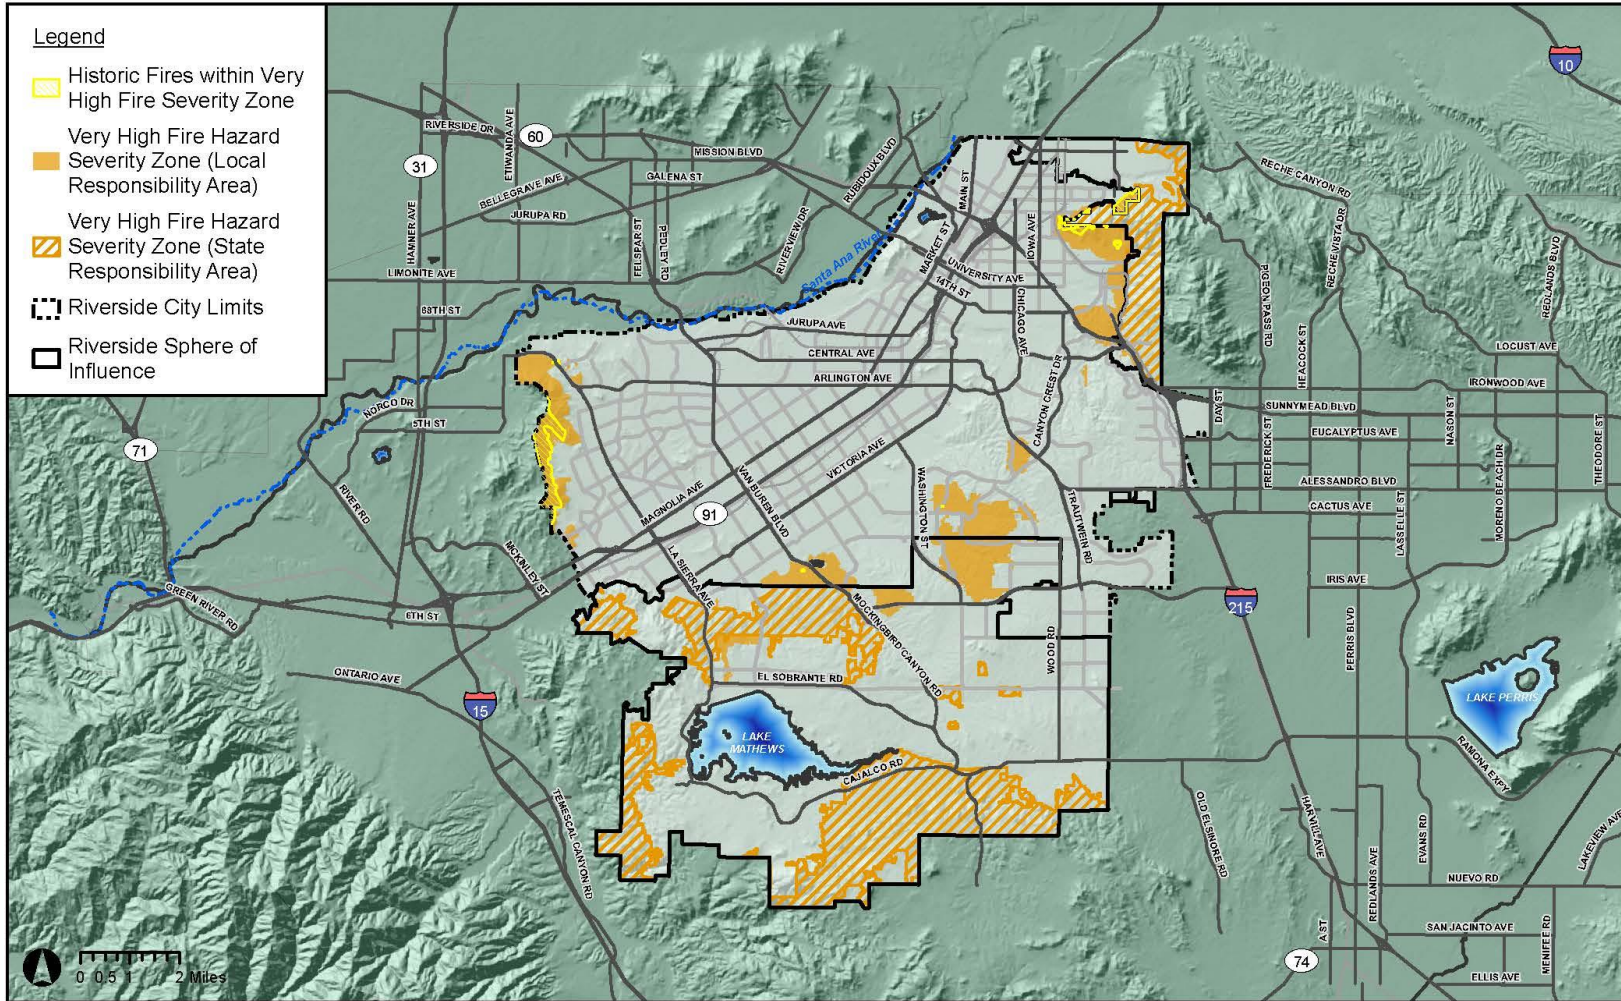 Legend
Historic Fires within Very
High Fire Severity Zone
Very High Fire Hazard
Severity Zone (Local
Responsibility Area)
Very High Fire Hazard
Severity Zone (State
Responsibility Area)
Riverside City Limits
Riverside Sphere of
Influence
10
RIVERSIDE DR
60
ETIWANDA AVE
MISSION BLVD
RUBIDOUX BLVD
MAIN ST
RECHE CANYON RD
31
BELLEGRAVE AVE
GALENA ST
JURUPA RD
HAMNER AVE
FELSPAR ST
PEDLEY RD
RIVERVIEW DR
Santa Ana River
MARKET ST
IOWA AVE
UNIVERSITY AVE
14TH ST
CHICAGO AVE
PIGEON PASS RD
RECHE VISTA DR
REDLANDS BLVD
LIMONITE AVE
68TH ST
JURUPA AVE
CENTRAL AVE
ARLINGTON AVE
CANYON CREST DR
HEACOCK ST
LOCUST AVE
IRONWOOD AVE
DAY ST
SUNNYMEAD BLVD
NASON ST
EUCALYPTUS AVE
FREDERICK ST
THEODORE ST
MORENO BEACH DR
NORCO DR
5TH ST
71
RIVER RD
VICTORIA AVE
VAN BUREN BLVD
MAGNOLIA AVE
91
WASHINGTON ST
TRAUTWEIN RD
ALESSANDRO BLVD
CACTUS AVE
LASSELLE ST
MCKINLEY ST
LA SIERRA AVE
GREEN RIVER RD
6TH ST
MOCKINGBIRD CANYON RD
WOOD RD
215
IRIS AVE
PERRIS BLVD
ONTARIO AVE
15
EL SOBRANTE RD
LAKE
MATHEWS
CAJALCO RD
LAKE PERRIS
RAMONA EXPY
TEMESCAL CANYON RD
OLD ELSINORE RD
HARVILL AVE
EVANS RD
LAKEVIEW AVE
REDLANDS AVE
NUEVO RD
A ST
SAN JACINTO AVE
MENIFEE RD
74
ELLIS AVE
0 0.5 1 2 Miles